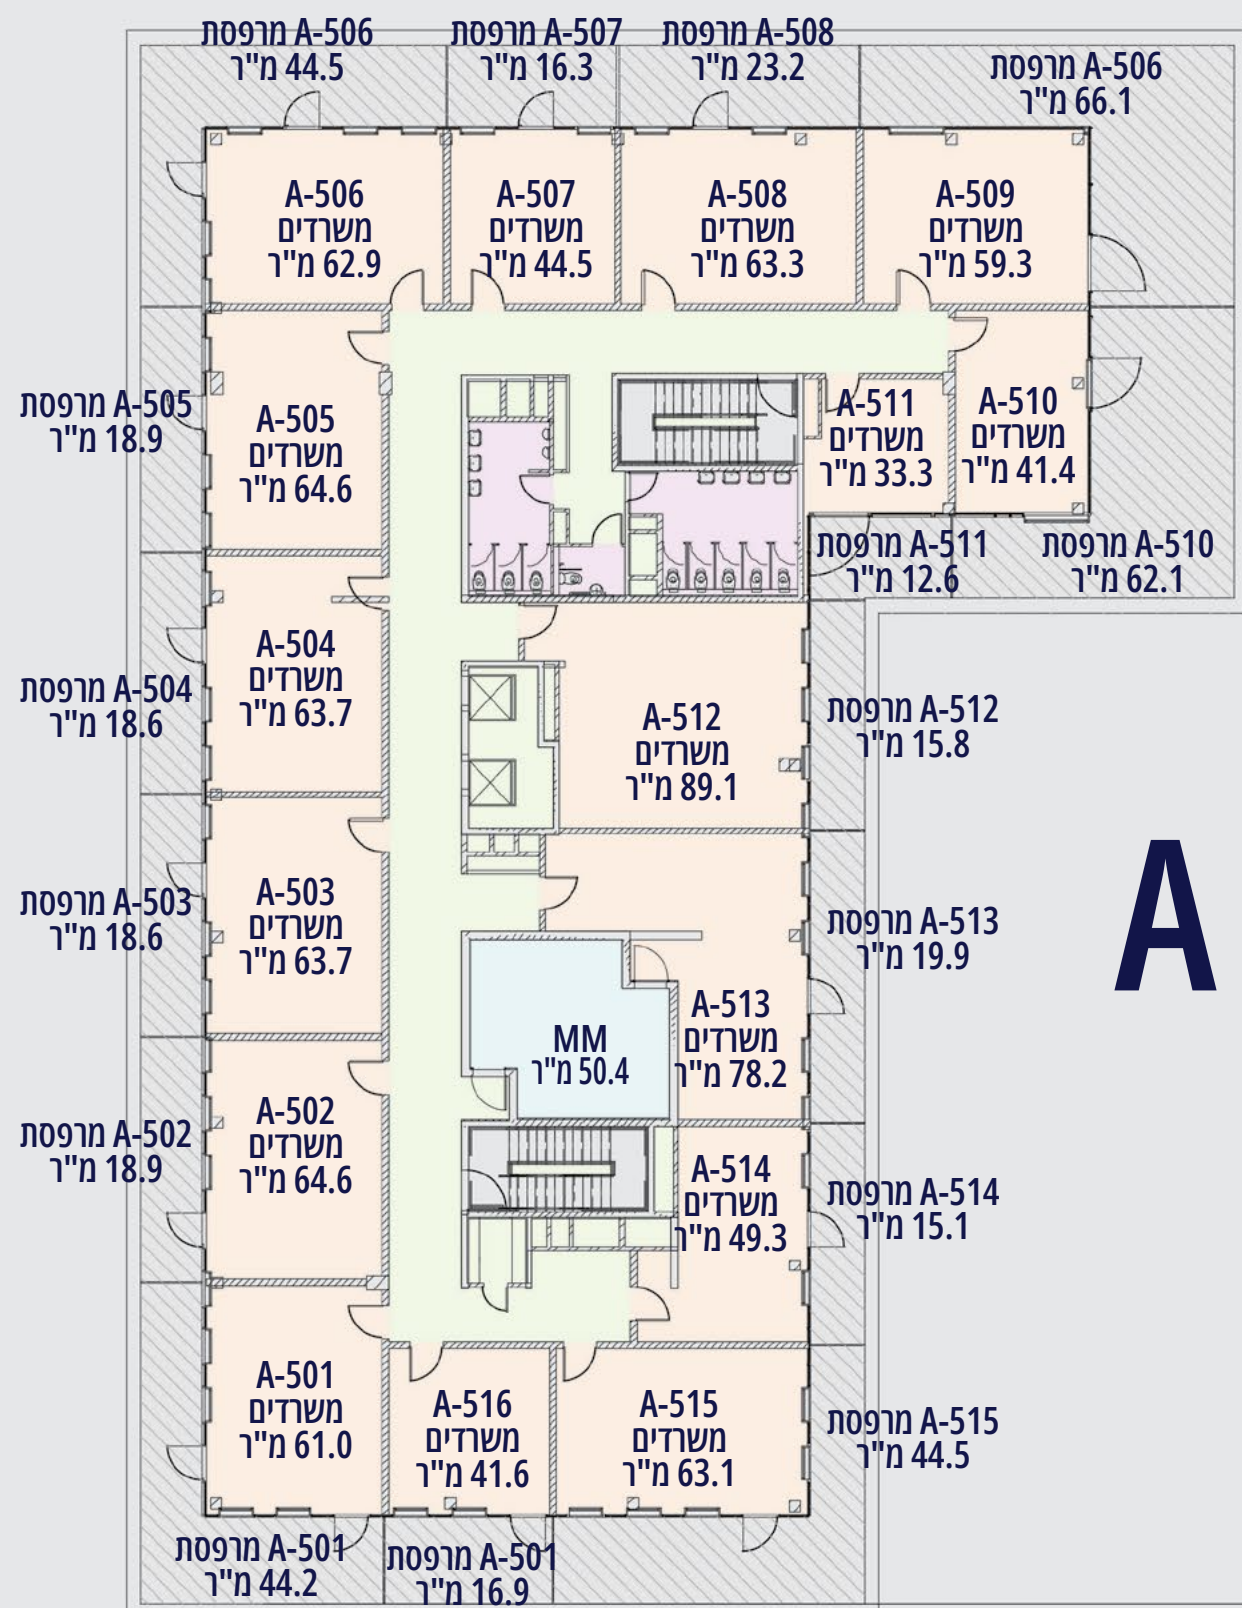 מרפסת A-506
44.5 מ"ר
מרפסת A-507
16.3 מ"ר
מרפסת A-508
23.2 מ"ר
מרפסת A-506
66.1 מ"ר
A-506
משרדים
62.9 מ"ר
A-507
משרדים
44.5 מ"ר
A-508
משרדים
63.3 מ"ר
A-509
משרדים
59.3 מ"ר
מרפסת A-505
18.9 מ"ר
A-505
משרדים
64.6 מ"ר
A-511
משרדים
33.3 מ"ר
A-510
משרדים
41.4 מ"ר
מרפסת A-511
12.6 מ"ר
מרפסת A-510
62.1 מ"ר
מרפסת A-504
18.6 מ"ר
A-504
משרדים
63.7 מ"ר
A-512
משרדים
89.1 מ"ר
מרפסת A-512
15.8 מ"ר
מרפסת A-503
18.6 מ"ר
A-503
משרדים
63.7 מ"ר
A
מרפסת A-513
19.9 מ"ר
A-513
משרדים
78.2 מ"ר
MM
50.4 מ"ר
מרפסת A-502
18.9 מ"ר
A-502
משרדים
64.6 מ"ר
A-514
משרדים
49.3 מ"ר
מרפסת A-514
15.1 מ"ר
A-501
משרדים
61.0 מ"ר
A-516
משרדים
41.6 מ"ר
A-515
משרדים
63.1 מ"ר
מרפסת A-515
44.5 מ"ר
מרפסת A-501
44.2 מ"ר
מרפסת A-501
16.9 מ"ר